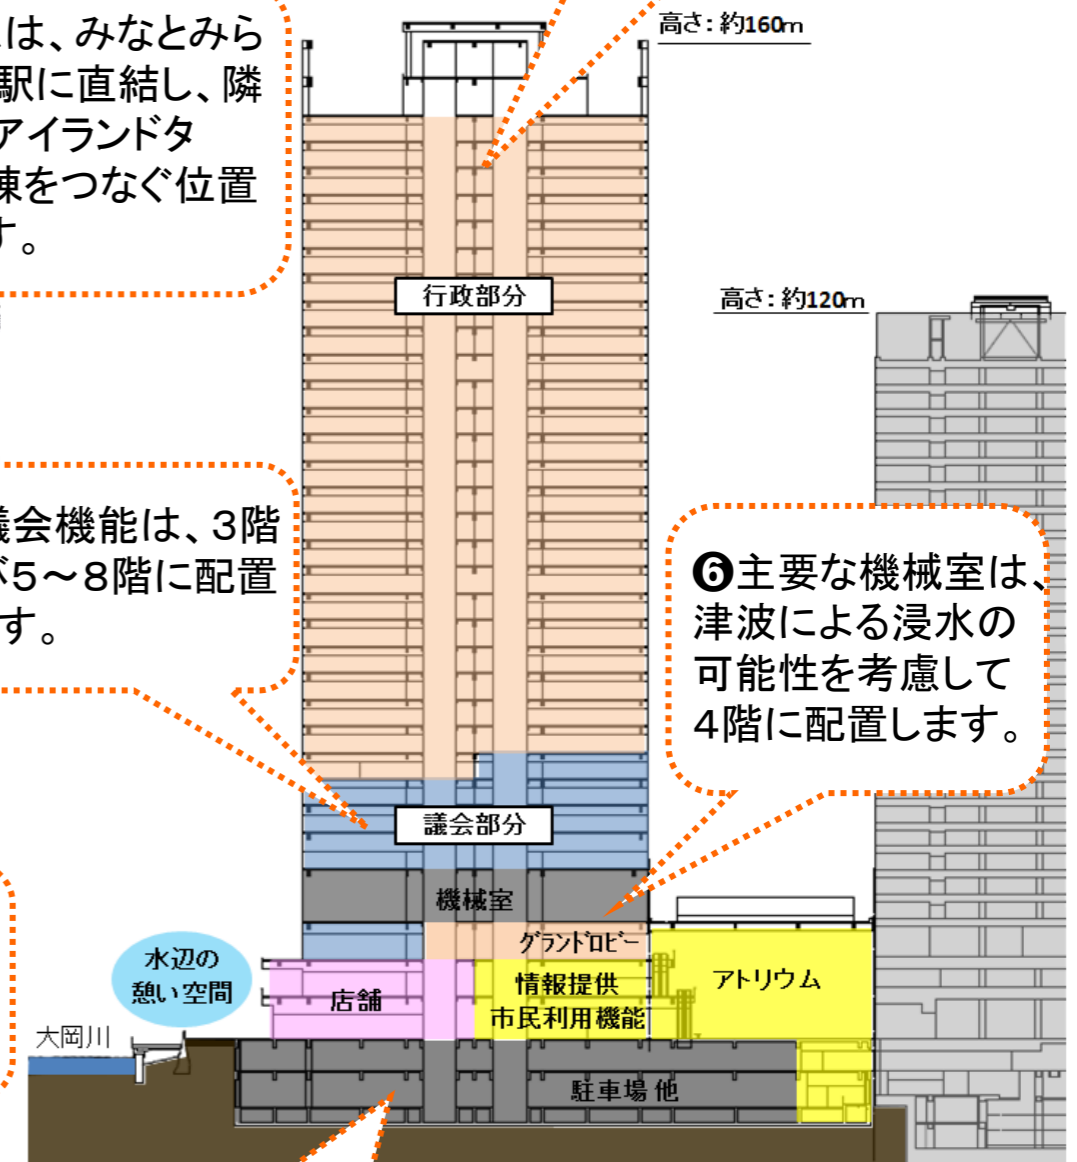 は、みなとみら
駅に直結し、隣
アイランドタ
棟をつなぐ位置
す。
高さ：約160m
行政部分
高さ：約120m
議会機能は、3階
5～8階に配置
す。
❻主要な機械室は、
津波による浸水の
可能性を考慮して
4階に配置します。
議会部分
機械室
グランドロビー
水辺の
憩い空間
店舗
情報提供
市民利用機能
アトリウム
大岡川
駐車場他